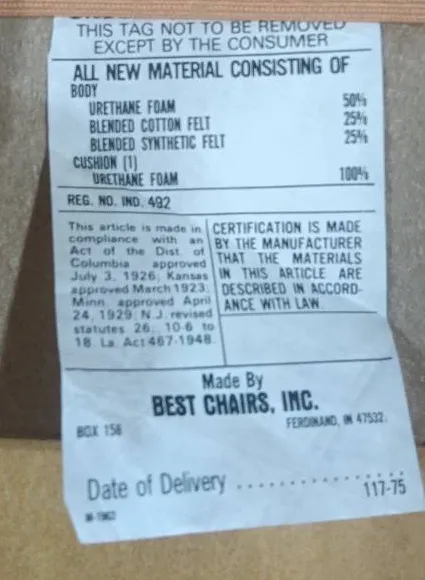 THIS TAG NOT TO BE REMOVED
EXCEPT BY THE CONSUMER
ALL NEW MATERIAL CONSISTING OF
BODY
URETHANE FOAM 50%
BLENDED COTTON FELT 25%
BLENDED SYNTHETIC FELT 25%
CUSHION (1)
URETHANE FOAM 100%
REG. NO. IND. 492
This article is made in
compliance with an
Act of the Dist of
Columbia approved
July 3, 1926; Kansas
approved March 1923;
Minn. approved April
24, 1929; N.J. revised
statutes 26: 10-6 to
18. La. Act 467-1948.
CERTIFICATION IS MADE
BY THE MANUFACTURER
THAT THE MATERIALS
IN THIS ARTICLE ARE
DESCRIBED IN ACCORD-
ANCE WITH LAW.
Made By
BEST CHAIRS, INC.
BOX 158 FERDINAND, IN 47532.
Date of Delivery ................ 117-75